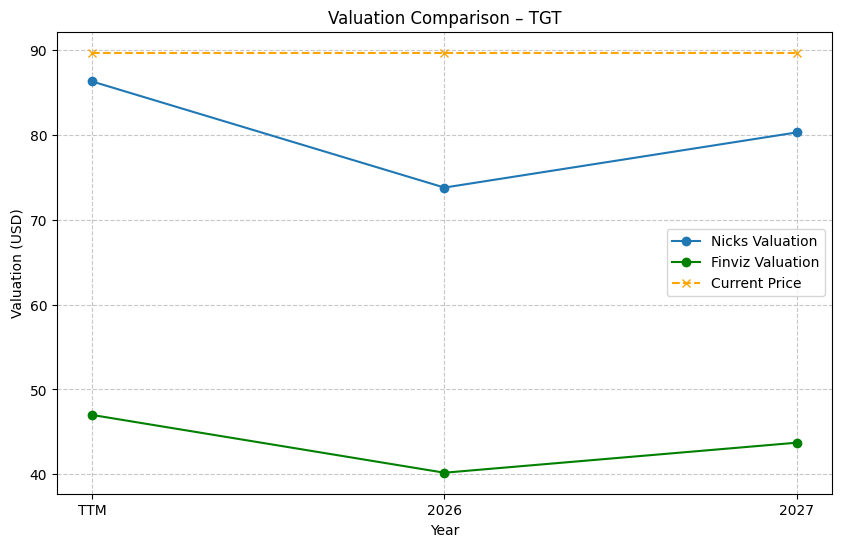 Valuation Comparison – TGT
Valuation (USD)
90
80
70
60
50
40
Nicks Valuation
Finviz Valuation
Current Price
TTM
2026
2027
Year